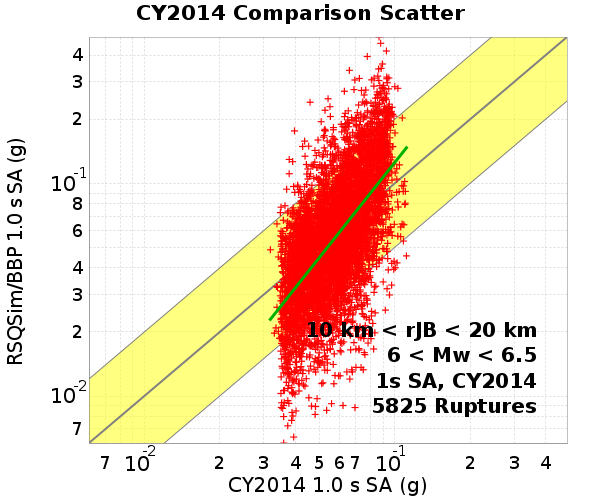 CY2014 Comparison Scatter
RSQSim/BBP 1.0 s SA (g)
4
3
2
10-1
8
6
4
3
2
10-2
7
10 km < rJB < 20 km
6 < Mw < 6.5
1s SA, CY2014
5825 Ruptures
7 10-2 2 3 4 5 6 7 10-1 2 3 4
CY2014 1.0 s SA (g)